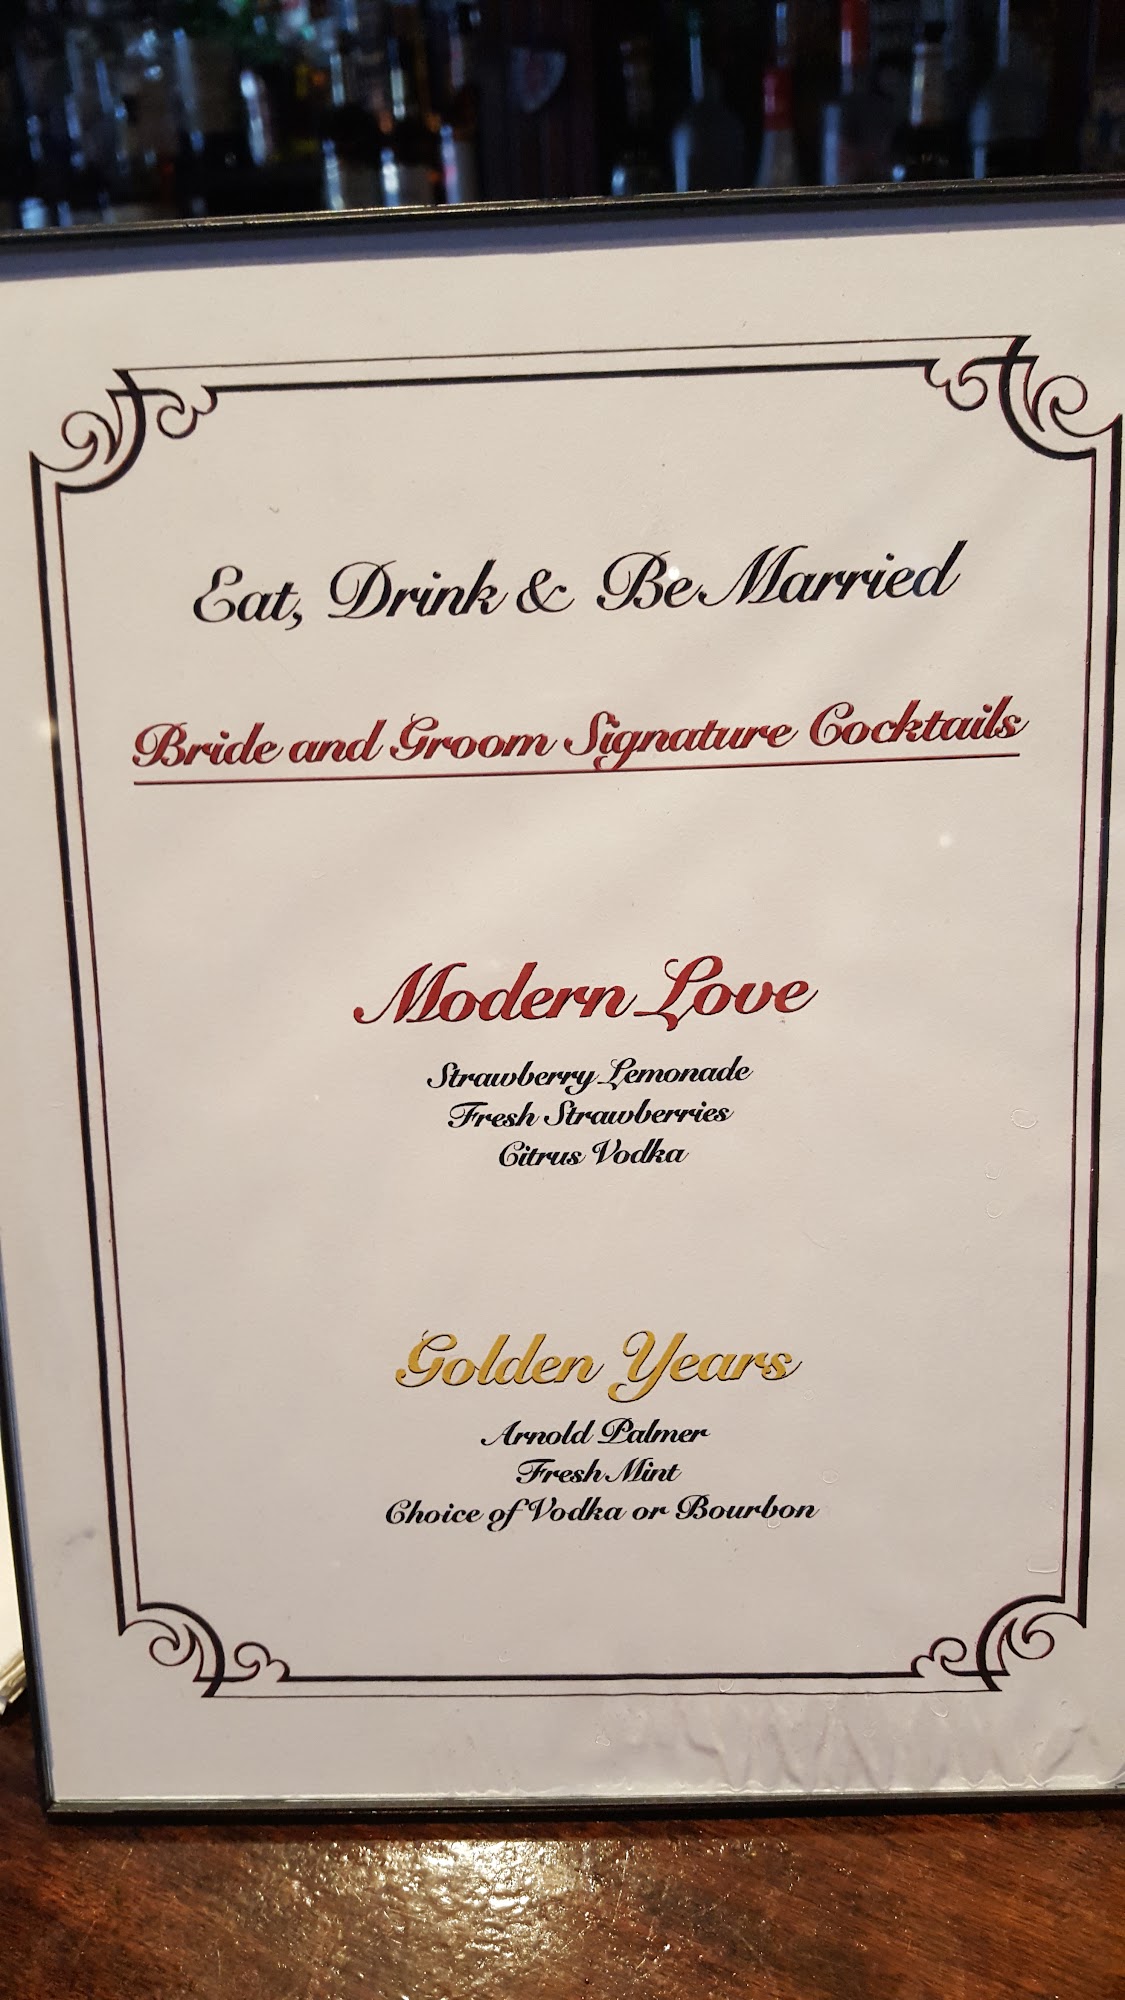 Eat, Drink & Be Married
Bride and Groom Signature Cocktails
Modern Love
Strawberry Lemonade
Fresh Strawberries
Citrus Vodka
Golden Years
Arnold Palmer
Fresh Mint
Choice of Vodka or Bourbon